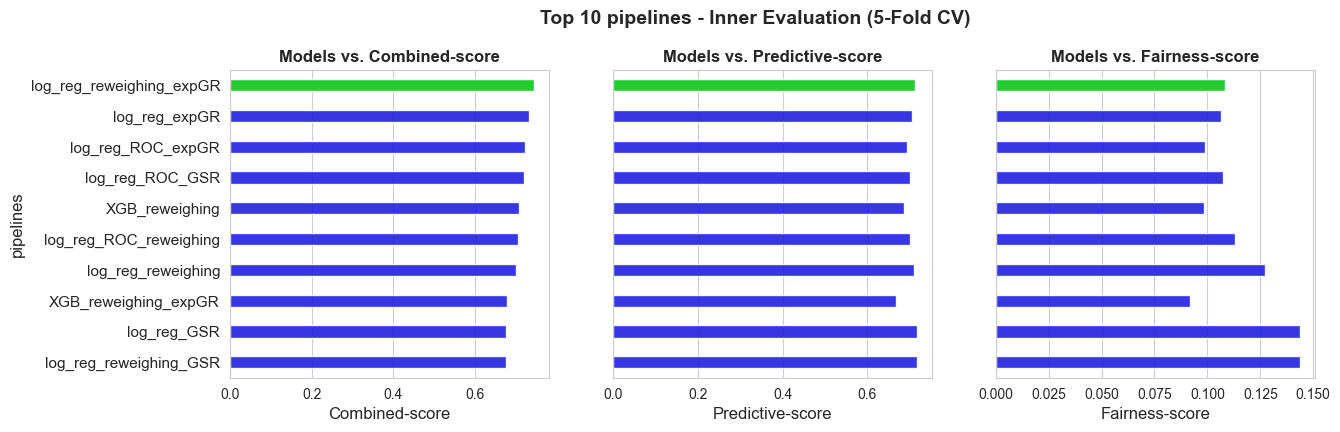 Top 10 pipelines - Inner Evaluation (5-Fold CV)
Models vs. Combined-score
Models vs. Predictive-score
Models vs. Fairness-score
pipelines
log_reg_reweighing_expGR
log_reg_expGR
log_reg_ROC_expGR
log_reg_ROC_GSR
XGB_reweighing
log_reg_ROC_reweighing
log_reg_reweighing
XGB_reweighing_expGR
log_reg_GSR
log_reg_reweighing_GSR
0.0 0.2 0.4 0.6
Combined-score
0.0 0.2 0.4 0.6
Predictive-score
0.000 0.025 0.050 0.075 0.100 0.125 0.150
Fairness-score